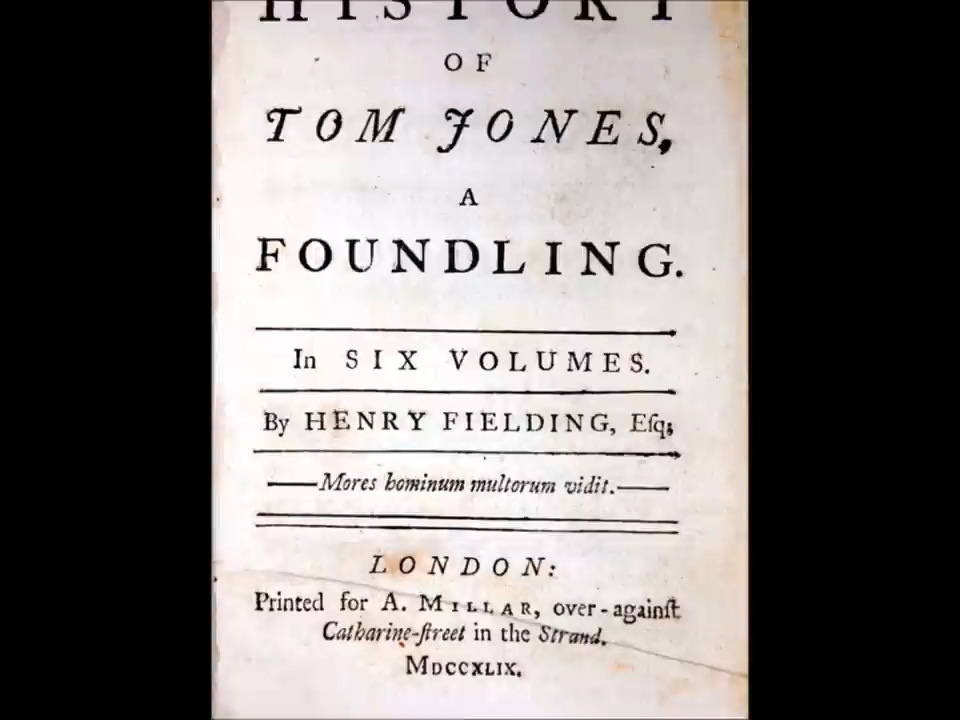 HISTORY
OF
TOM JONES,
A
FOUNDLING.
In SIX VOLUMES.
By HENRY FIELDING, Eſq;
——Mores hominum multorum vidit.——
LONDON:
Printed for A. MILLAR, over-againſt
Catharine-ſtreet in the Strand.
MDCCXLIX.